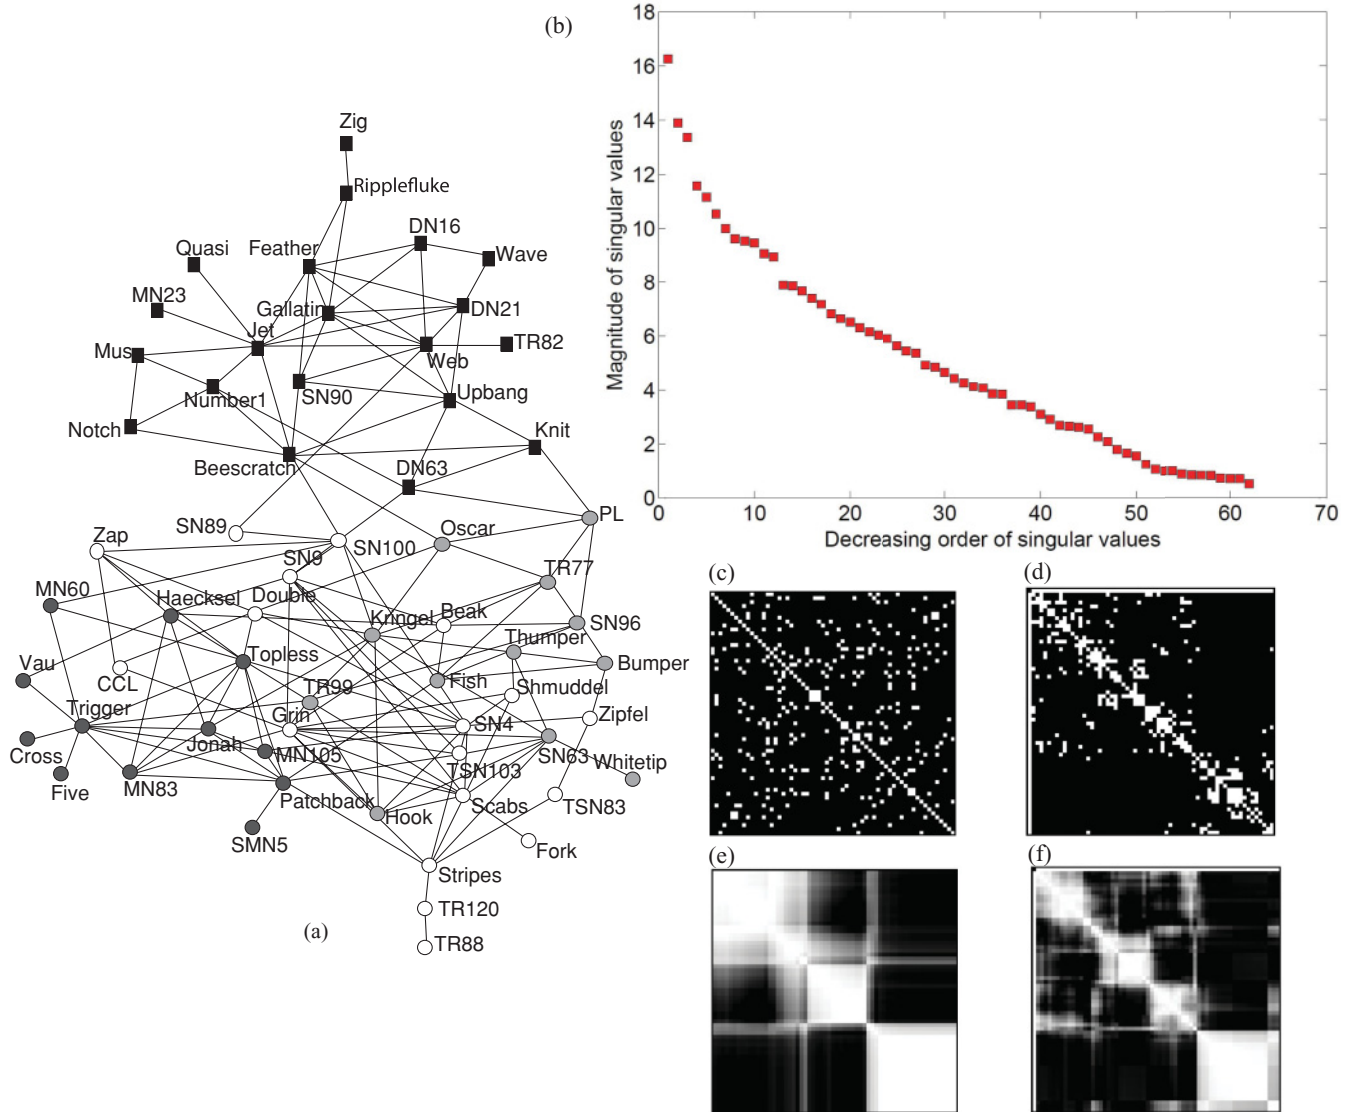 (b)
18
16
14
12
10
8
6
4
2
0
Magnitude of singular values
0 10 20 30 40 50 60 70
Decreasing order of singular values
Zig
Ripplefluke
DN16
Quasi
Feather
Wave
MN23
Gallatin
DN21
Jet
TR82
Mus
Web
Number1
SN90
Upbang
Notch
Knit
Beescratch
DN63
PL
SN89
Oscar
Zap
SN100
SN9
TR77
MN60
Haecksel
Double
Kringel
Beak
SN96
Thumper
Topless
Bumper
Vau
CCL
Fish
TR99
Shmuddel
Trigger
Grin
SN4
Zipfel
Jonah
MN105
SN63
Cross
TSN103
Whitetip
Five
MN83
Patchback
Hook
Scabs
TSN83
SMN5
Fork
Stripes
TR120
(a)
TR88
(c)
(d)
(e)
(f)